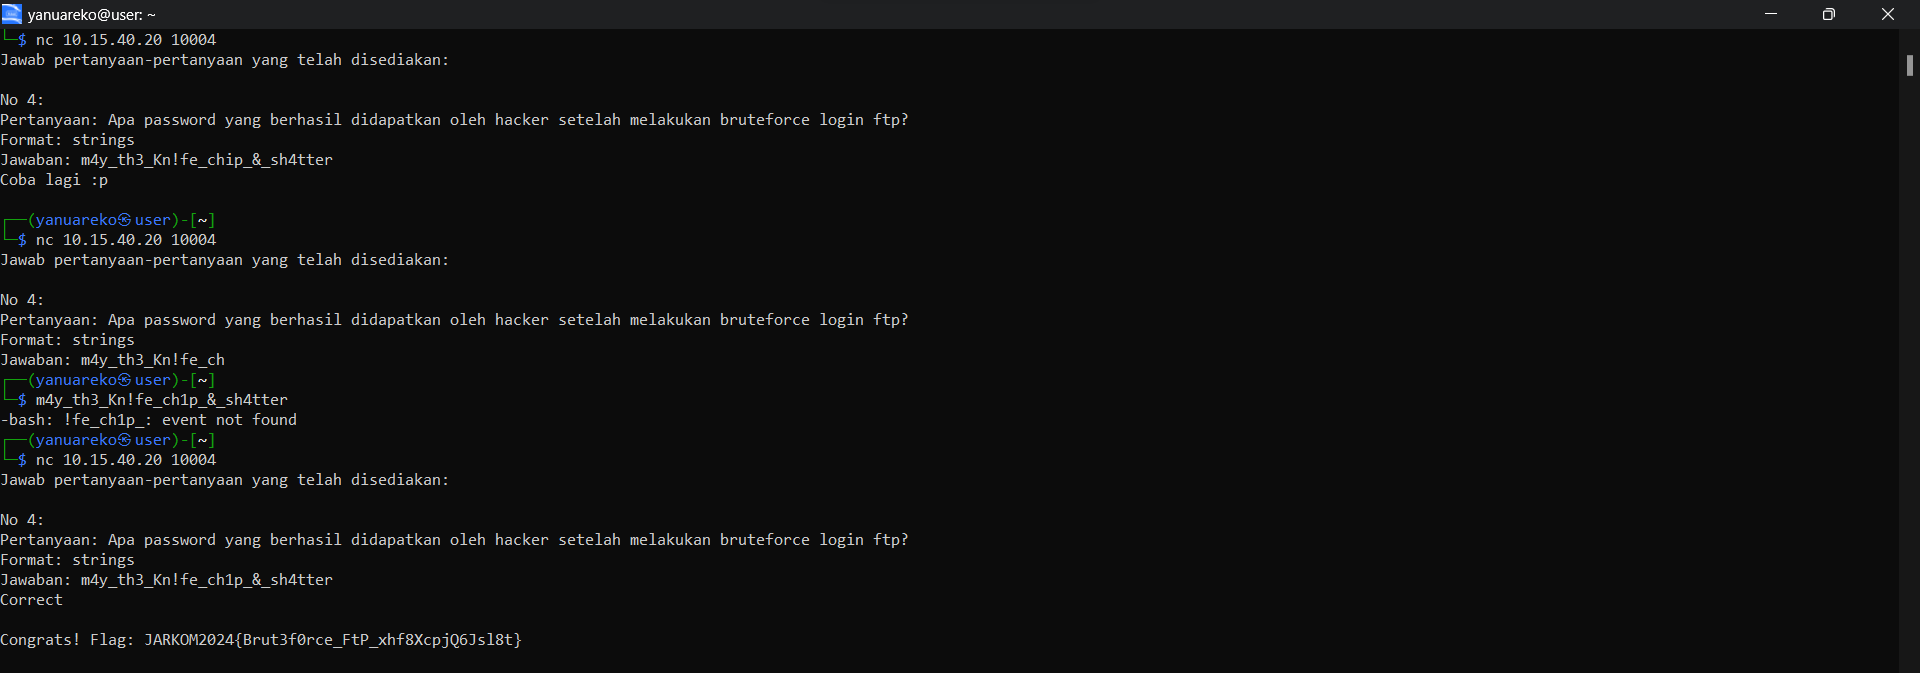 yanuareko@user: ~
└─$ nc 10.15.40.20 10004
Jawab pertanyaan-pertanyaan yang telah disediakan:
No 4:
Pertanyaan: Apa password yang berhasil didapatkan oleh hacker setelah melakukan bruteforce login ftp?
Format: strings
Jawaban: m4y_th3_Kn!fe_chip_&_sh4tter
Coba lagi :p
┌──(yanuareko㉿user)-[~]
└─$ nc 10.15.40.20 10004
Jawab pertanyaan-pertanyaan yang telah disediakan:
No 4:
Pertanyaan: Apa password yang berhasil didapatkan oleh hacker setelah melakukan bruteforce login ftp?
Format: strings
Jawaban: m4y_th3_Kn!fe_ch
┌──(yanuareko㉿user)-[~]
└─$ m4y_th3_Kn!fe_ch1p_&_sh4tter
-bash: !fe_ch1p_: event not found
┌──(yanuareko㉿user)-[~]
└─$ nc 10.15.40.20 10004
Jawab pertanyaan-pertanyaan yang telah disediakan:
No 4:
Pertanyaan: Apa password yang berhasil didapatkan oleh hacker setelah melakukan bruteforce login ftp?
Format: strings
Jawaban: m4y_th3_Kn!fe_ch1p_&_sh4tter
Correct
Congrats! Flag: JARKOM2024{Brut3f0rce_FtP_xhf8XcpjQ6Jsl8t}